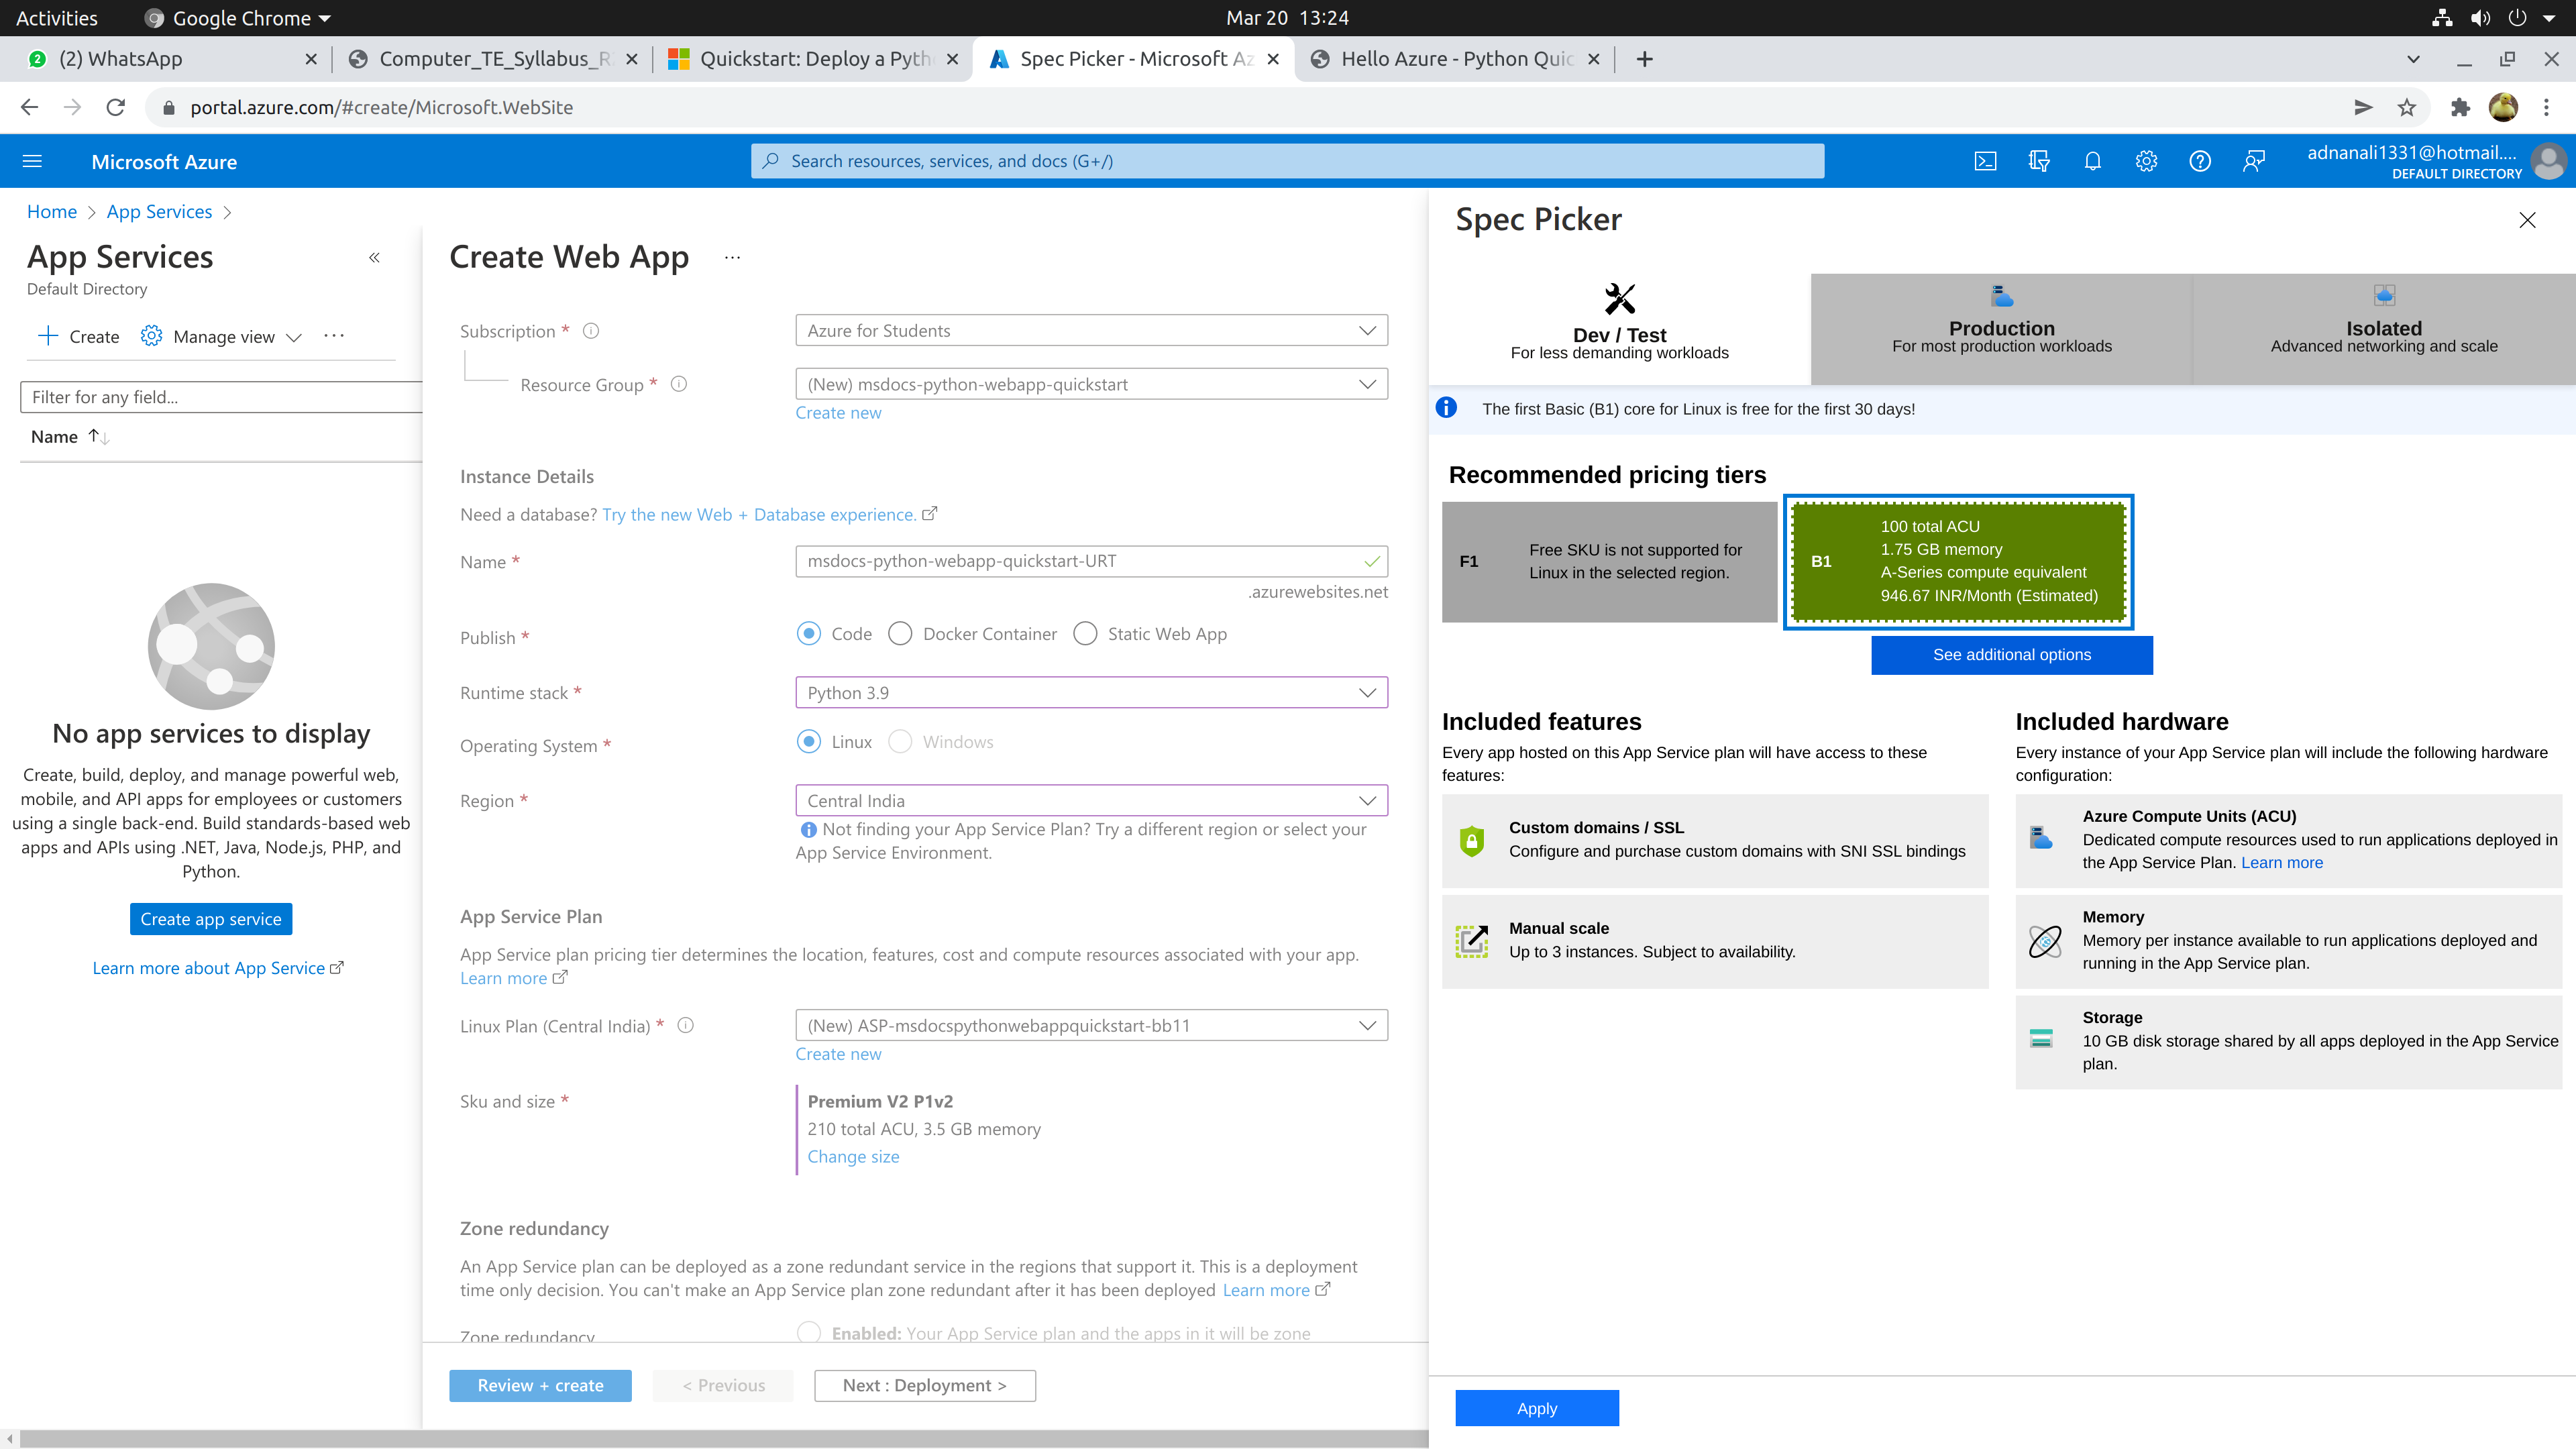 Activities
Google Chrome
Mar 20 13:24
2
(2) WhatsApp
Computer_TE_Syllabus_R
Quickstart: Deploy a Pyth
Spec Picker - Microsoft Az
Hello Azure - Python Quic
portal.azure.com/#create/Microsoft.WebSite
Microsoft Azure
Search resources, services, and docs (G+/)
adnanali1331@hotmail....
DEFAULT DIRECTORY
Home
App Services
App Services
Default Directory
Create
Manage view
Filter for any field...
Name
No app services to display
Create, build, deploy, and manage powerful web,
mobile, and API apps for employees or customers
using a single back-end. Build standards-based web
apps and APIs using .NET, Java, Node.js, PHP, and
Python.
Create app service
Learn more about App Service
Create Web App ...
Subscription *
Azure for Students
Resource Group *
(New) msdocs-python-webapp-quickstart
Create new
Instance Details
Need a database? Try the new Web + Database experience.
Name *
msdocs-python-webapp-quickstart-URT
.azurewebsites.net
Publish *
Code
Docker Container
Static Web App
Runtime stack *
Python 3.9
Operating System *
Linux
Windows
Region *
Central India
Not finding your App Service Plan? Try a different region or select your
App Service Environment.
App Service Plan
App Service plan pricing tier determines the location, features, cost and compute resources associated with your app.
Learn more
Linux Plan (Central India) *
(New) ASP-msdocspythonwebappquickstart-bb11
Create new
Sku and size *
Premium V2 P1v2
210 total ACU, 3.5 GB memory
Change size
Zone redundancy
An App Service plan can be deployed as a zone redundant service in the regions that support it. This is a deployment
time only decision. You can't make an App Service plan zone redundant after it has been deployed Learn more
Zone redundancy
Enabled: Your App Service plan and the apps in it will be zone
Review + create
< Previous
Next : Deployment >
Spec Picker
Dev / Test
For less demanding workloads
Production
For most production workloads
Isolated
Advanced networking and scale
The first Basic (B1) core for Linux is free for the first 30 days!
Recommended pricing tiers
F1
Free SKU is not supported for
Linux in the selected region.
B1
100 total ACU
1.75 GB memory
A-Series compute equivalent
946.67 INR/Month (Estimated)
See additional options
Included features
Every app hosted on this App Service plan will have access to these
features:
Custom domains / SSL
Configure and purchase custom domains with SNI SSL bindings
Manual scale
Up to 3 instances. Subject to availability.
Included hardware
Every instance of your App Service plan will include the following hardware
configuration:
Azure Compute Units (ACU)
Dedicated compute resources used to run applications deployed in
the App Service Plan. Learn more
Memory
Memory per instance available to run applications deployed and
running in the App Service plan.
Storage
10 GB disk storage shared by all apps deployed in the App Service
plan.
Apply